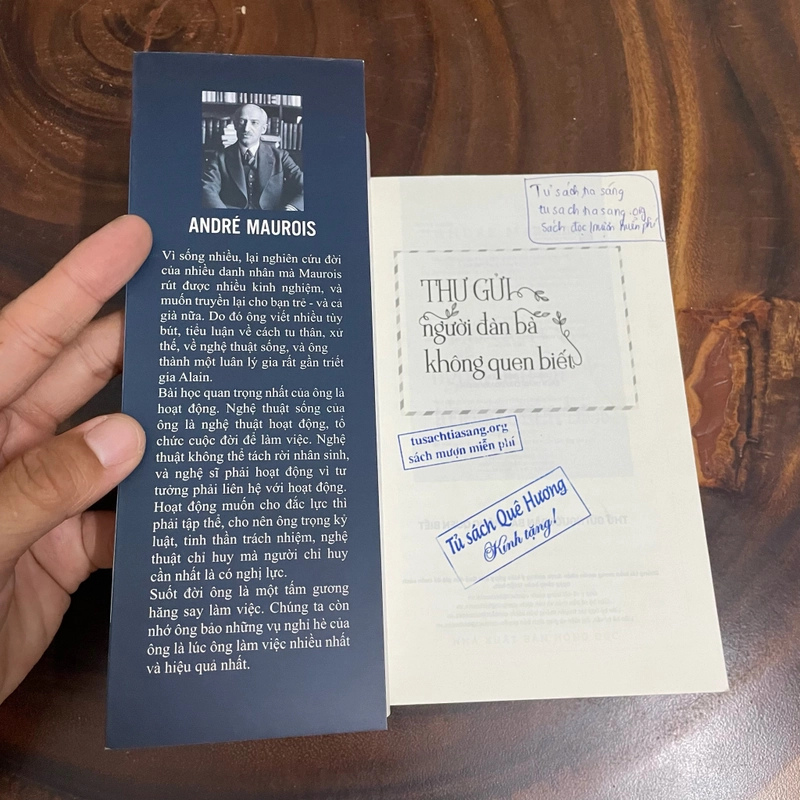 ANDRÉ MAUROIS
Vì sống nhiều, lại nghiên cứu đời
của nhiều danh nhân mà Maurois
rút được nhiều kinh nghiệm, và
muốn truyền lại cho bạn trẻ - và cả
già nữa. Do đó ông viết nhiều tùy
bút, tiểu luận về cách tu thân, xử
thế, về nghệ thuật sống, và ông
thành một luân lý gia rất gần triết
gia Alain.
Bài học quan trọng nhất của ông là
hoạt động. Nghệ thuật sống của
ông là nghệ thuật hoạt động, tổ
chức cuộc đời để làm việc. Nghệ
thuật không thể tách rời nhân sinh,
và nghệ sĩ phải hoạt động vì tư
tưởng phải liên hệ với hoạt động.
Hoạt động muốn cho đắc lực thì
phải tập thể, cho nên ông trọng kỷ
luật, tinh thần trách nhiệm, nghệ
thuật chỉ huy mà người chỉ huy
cần nhất là có nghị lực.
Suốt đời ông là một tấm gương
hăng say làm việc. Chúng ta còn
nhớ ông bảo những vụ nghỉ hè của
ông là lúc ông làm việc nhiều nhất
và hiệu quả nhất.
Tủ sách tia sáng
tusachtiasang.org
Sách đọc/mượn miễn phí
THƯ GỬI
người đàn bà
không quen biết
tusachtiasang.org
sách mượn miễn phí
Tủ sách Quê Hương
Kính tặng!